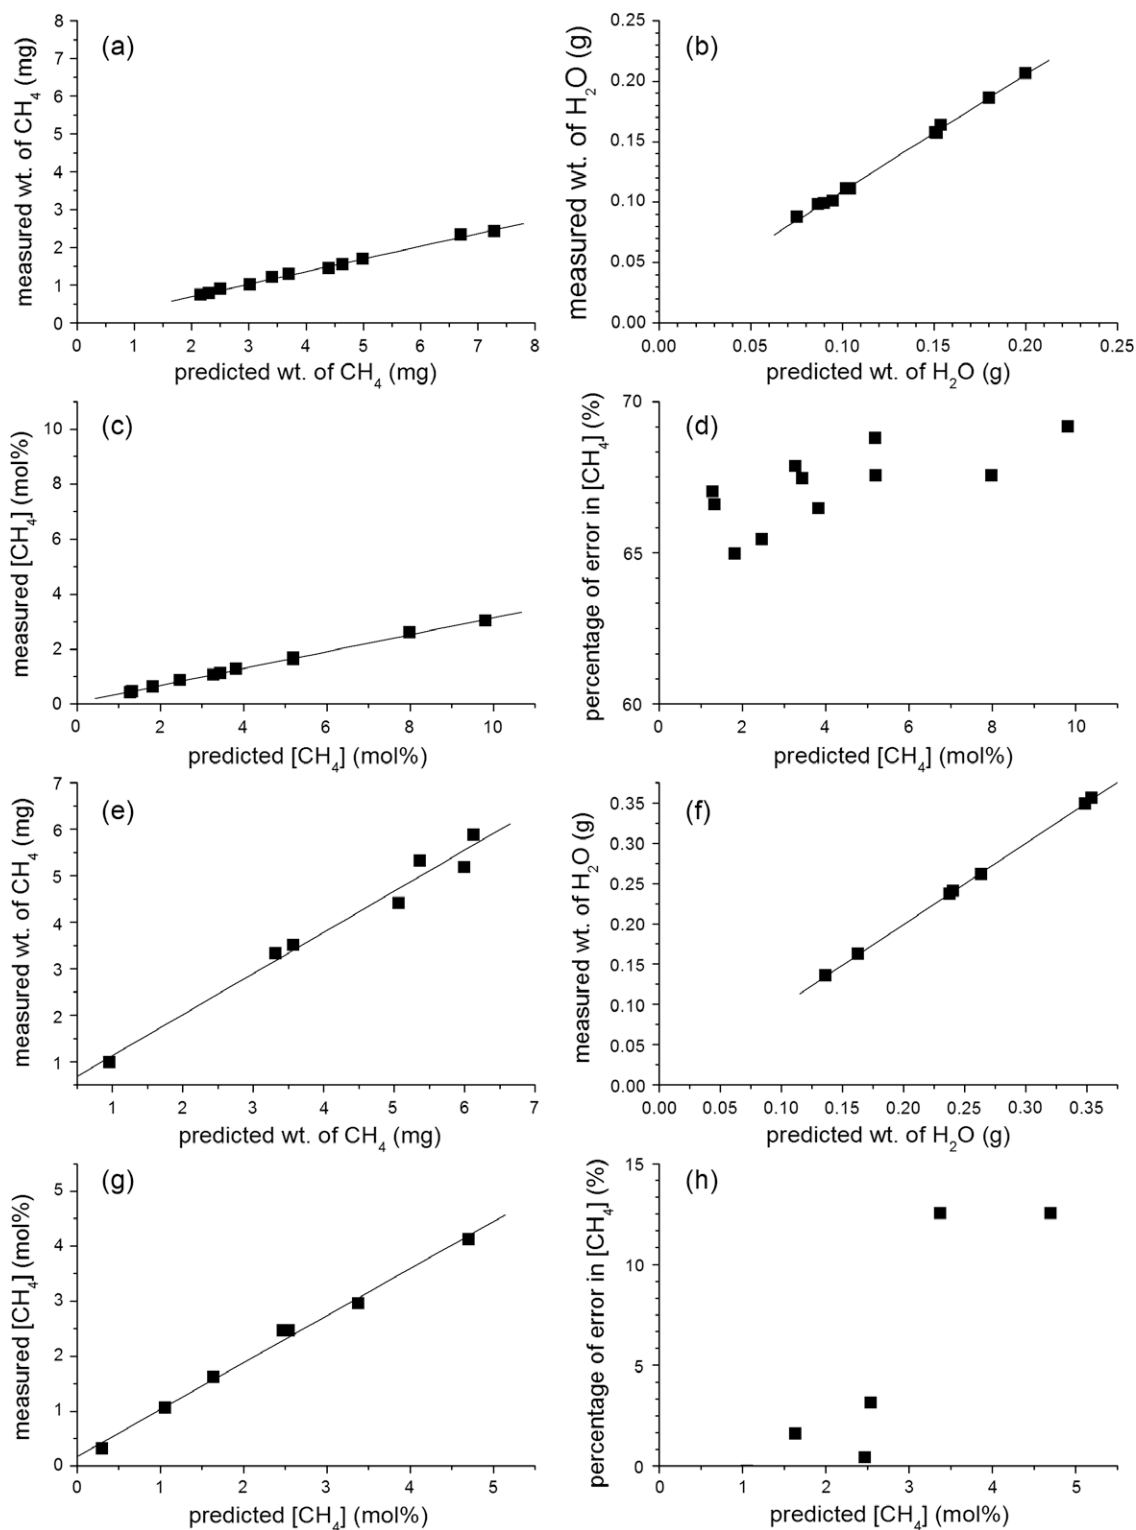 (a)
measured wt. of CH₄ (mg)
8
7
6
5
4
3
2
1
0
0 1 2 3 4 5 6 7 8
predicted wt. of CH₄ (mg)
(b)
measured wt. of H₂O (g)
0.25
0.20
0.15
0.10
0.05
0.00
0.00 0.05 0.10 0.15 0.20 0.25
predicted wt. of H₂O (g)
(c)
measured [CH₄] (mol%)
10
8
6
4
2
0
0 2 4 6 8 10
predicted [CH₄] (mol%)
(d)
percentage of error in [CH₄] (%)
70
65
60
0 2 4 6 8 10
predicted [CH₄] (mol%)
(e)
measured wt. of CH₄ (mg)
7
6
5
4
3
2
1
1 2 3 4 5 6 7
predicted wt. of CH₄ (mg)
(f)
measured wt. of H₂O (g)
0.35
0.30
0.25
0.20
0.15
0.10
0.05
0.00
0.00 0.05 0.10 0.15 0.20 0.25 0.30 0.35
predicted wt. of H₂O (g)
(g)
measured [CH₄] (mol%)
5
4
3
2
1
0
0 1 2 3 4 5
predicted [CH₄] (mol%)
(h)
percentage of error in [CH₄] (%)
15
10
5
0
0 1 2 3 4 5
predicted [CH₄] (mol%)